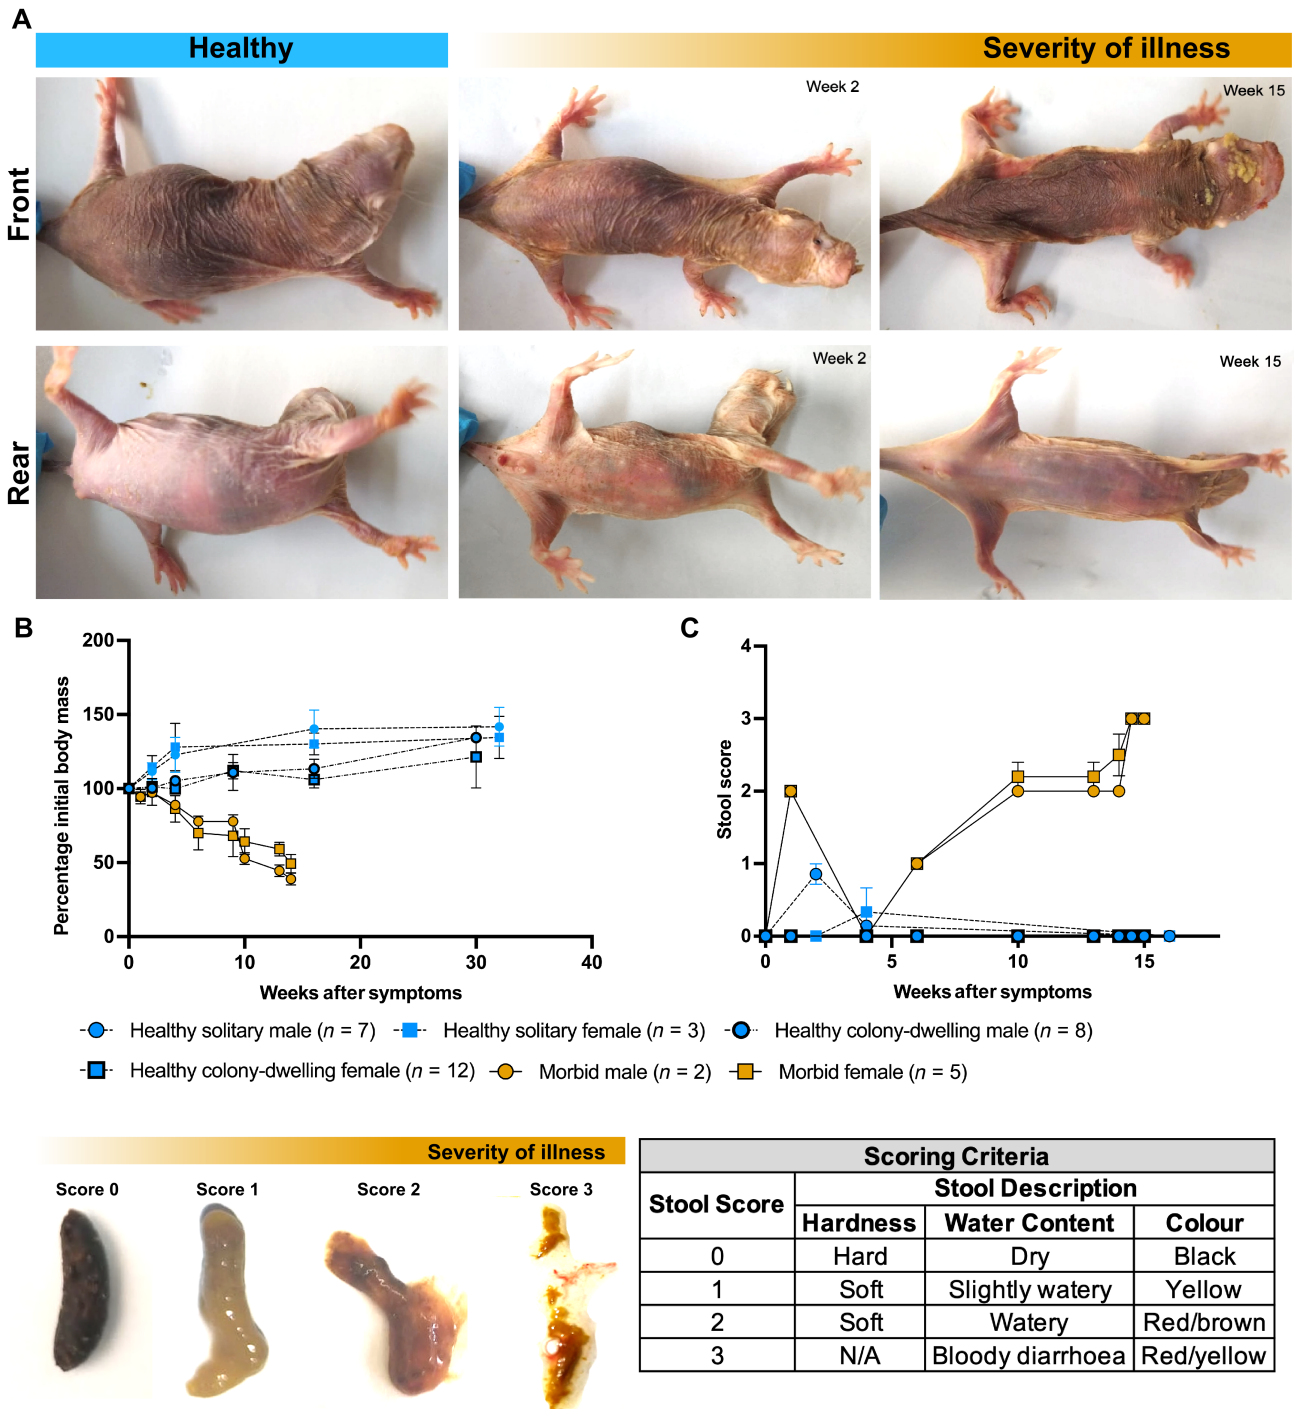 A
Healthy
Severity of illness
Front
Week 2
Week 15
Rear
Week 2
Week 15
B
Percentage initial body mass
200
150
100
50
0
0 10 20 30 40
Weeks after symptoms
C
Stool score
4
3
2
1
0
0 5 10 15
Weeks after symptoms
Healthy solitary male (n = 7)
Healthy solitary female (n = 3)
Healthy colony-dwelling male (n = 8)
Healthy colony-dwelling female (n = 12)
Morbid male (n = 2)
Morbid female (n = 5)
Severity of illness
Score 0 Score 1 Score 2 Score 3
Scoring Criteria
Stool Score
Stool Description
Hardness Water Content Colour
0 Hard Dry Black
1 Soft Slightly watery Yellow
2 Soft Watery Red/brown
3 N/A Bloody diarrhoea Red/yellow